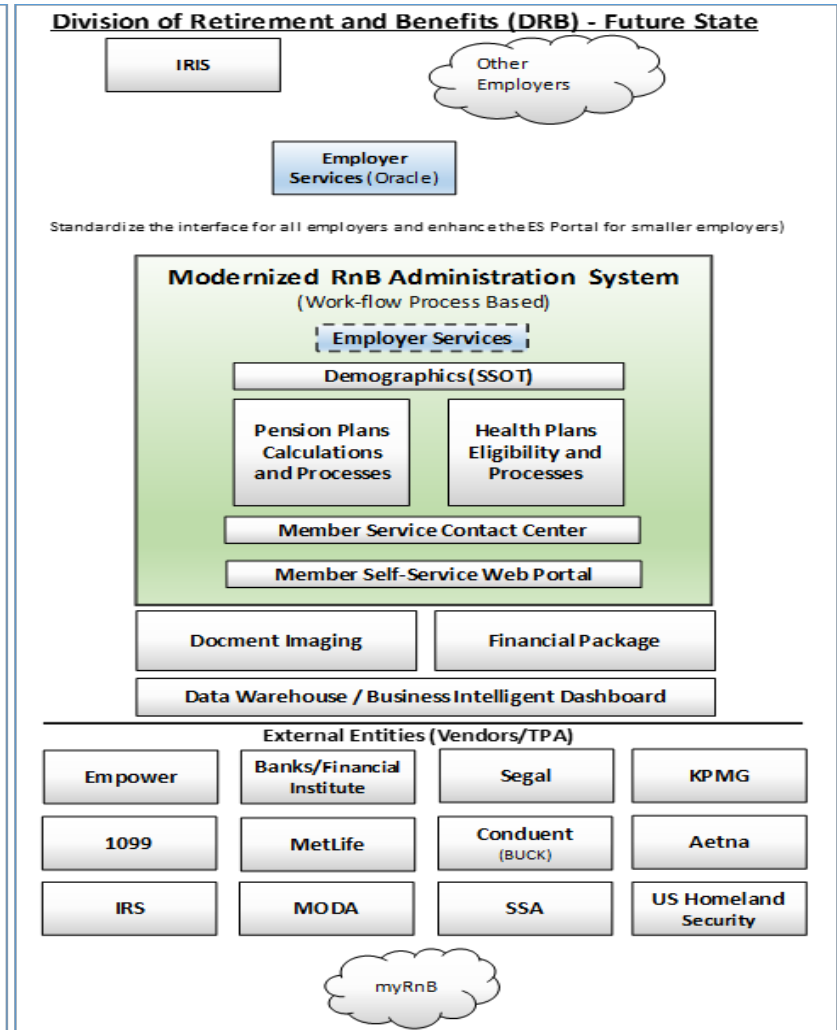 Division of Retirement and Benefits (DRB) - Future State
IRIS
Other
Employers
Employer
Services (Oracle)
Standardize the interface for all employers and enhance the ES Portal for smaller employers)
Modernized RnB Administration System
(Work-flow Process Based)
Employer Services
Demographics (SSOT)
Pension Plans
Calculations
and Processes
Health Plans
Eligibility and
Processes
Member Service Contact Center
Member Self-Service Web Portal
Docment Imaging
Financial Package
Data Warehouse / Business Intelligent Dashboard
External Entities (Vendors/TPA)
Empower
Banks/Financial
Institute
Segal
KPMG
1099
MetLife
Conduent
(BUCK)
Aetna
IRS
MODA
SSA
US Homeland
Security
myRnB